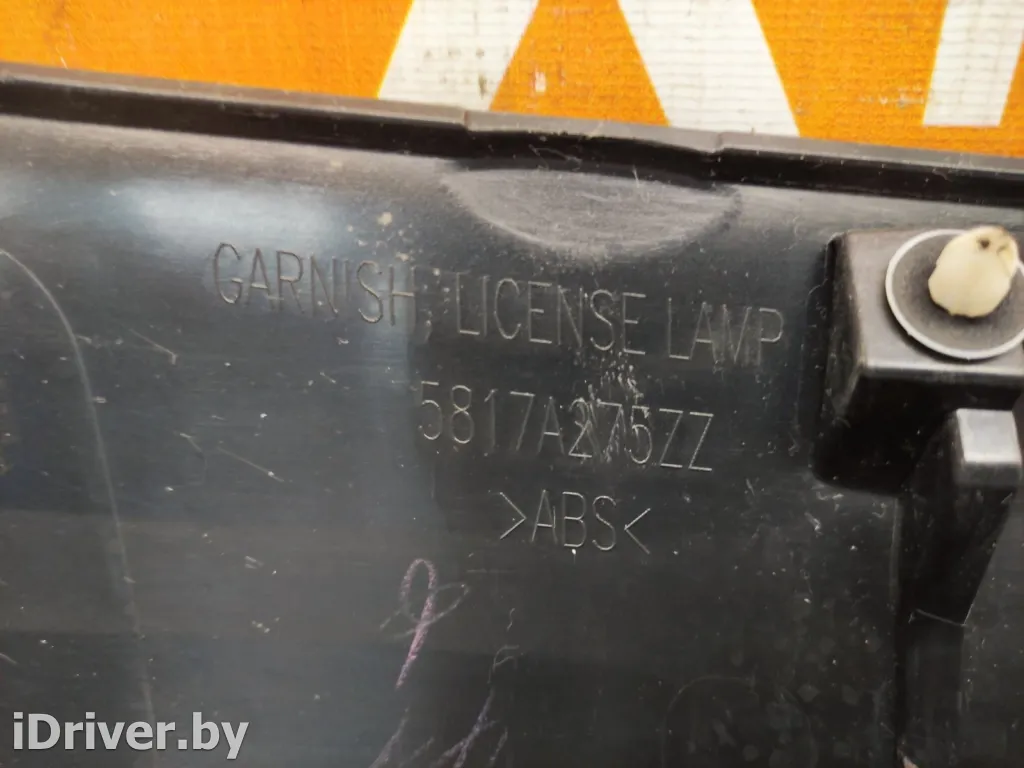 GARNISH, LICENSE LAMP
5817A275ZZ
>ABS<
iDriver.by